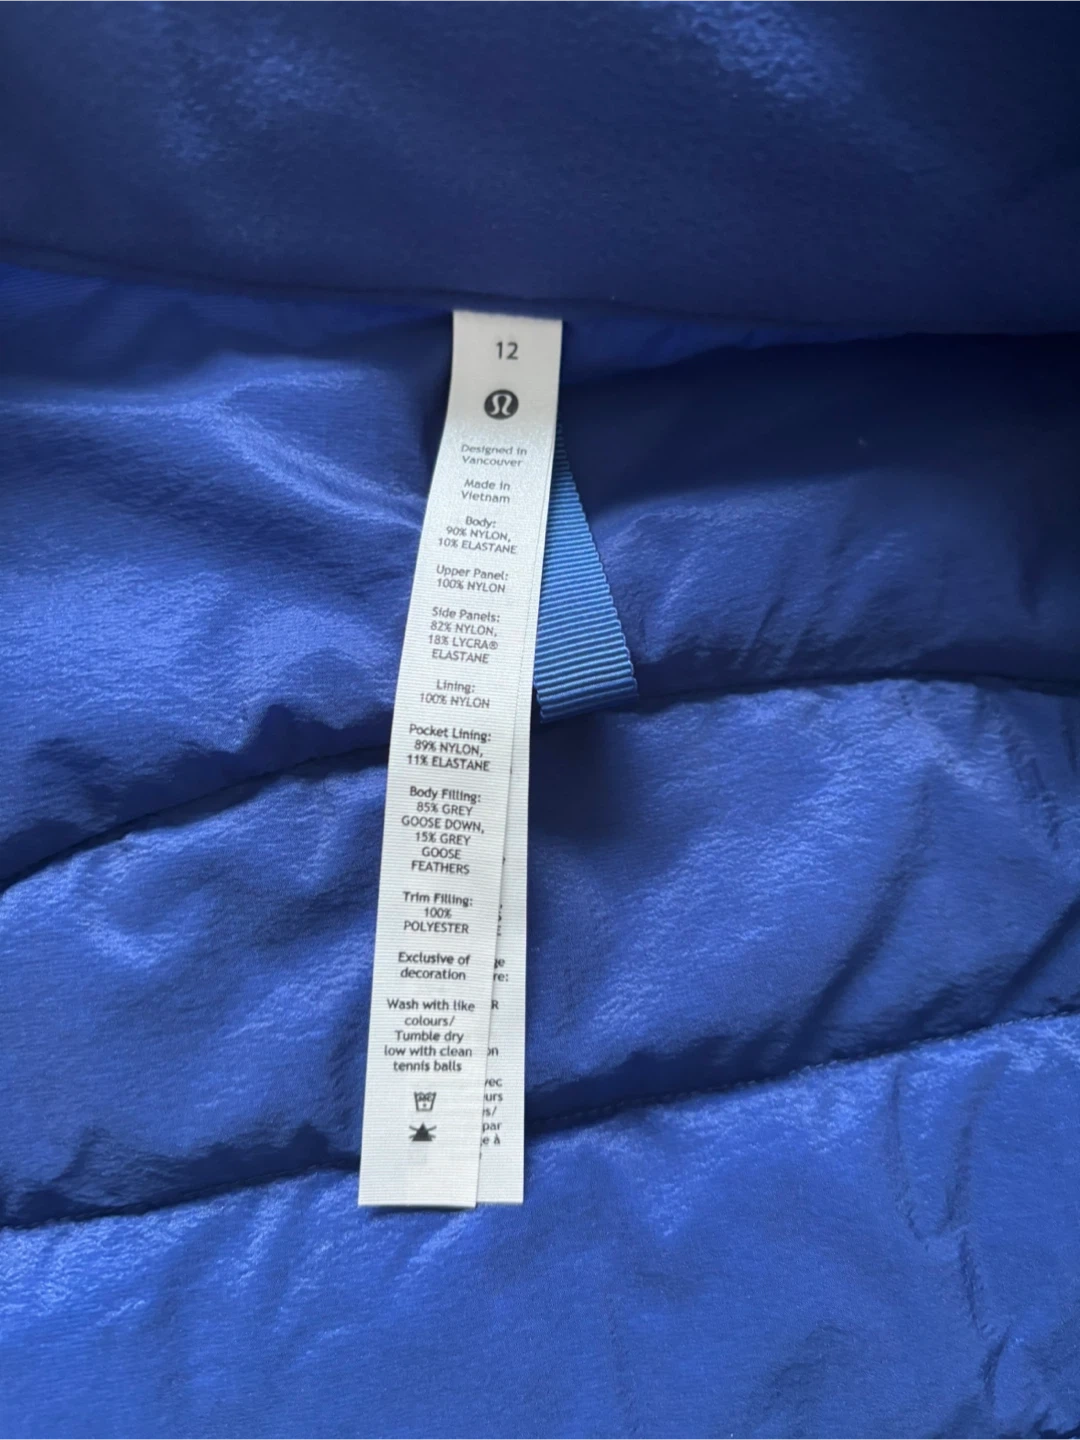 12
Designed in
Vancouver
Made in
Vietnam
Body:
90% NYLON,
10% ELASTANE
Upper Panel:
100% NYLON
Side Panels:
82% NYLON,
18% LYCRA®
ELASTANE
Lining:
100% NYLON
Pocket Lining:
89% NYLON,
11% ELASTANE
Body Filling:
85% GREY
GOOSE DOWN,
15% GREY
GOOSE
FEATHERS
Trim Filling:
100%
POLYESTER
Exclusive of
decoration
Wash with like
colours/
Tumble dry
low with clean
tennis balls